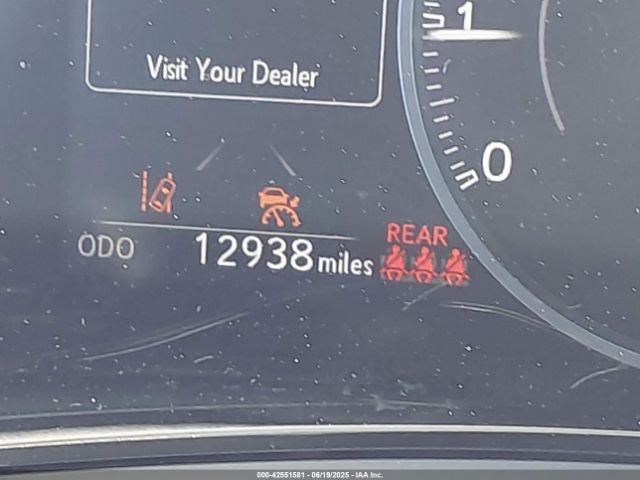 Visit Your Dealer
1
0
REAR
ODO 12938 miles
000-42551581 - 06/19/2025 - IAA Inc.